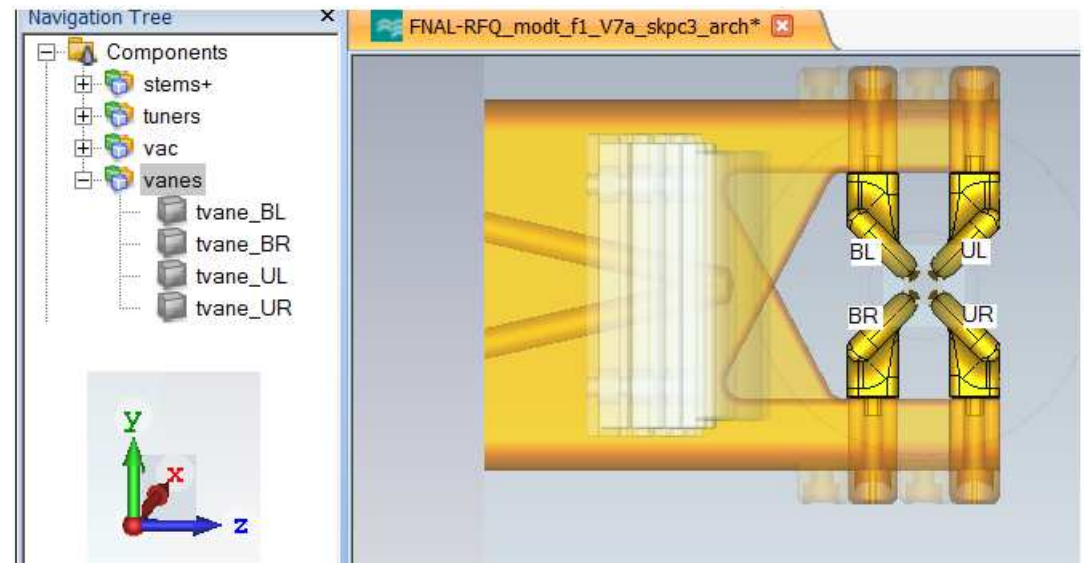 Navigation Tree ×
FNAL-RFQ_modt_f1_V7a_skpc3_arch*
Components
stems+
tuners
vac
vanes
tvane_BL
tvane_BR
tvane_UL
tvane_UR
BL UL
BR UR
y
x
z